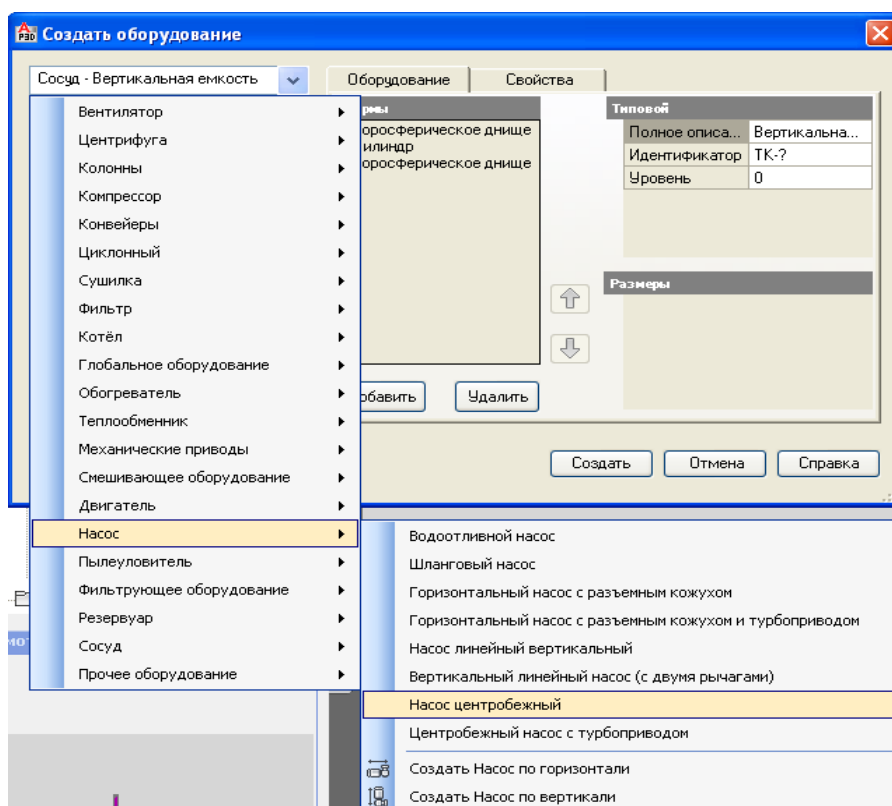 Создать оборудование
Сосуд - Вертикальная емкость
Оборудование
Свойства
Вентилятор
Центрифуга
Колонны
Компрессор
Конвейеры
Циклонный
Сушилка
Фильтр
Котёл
Глобальное оборудование
Обогреватель
Теплообменник
Механические приводы
Смешивающее оборудование
Двигатель
Насос
Пылеуловитель
Фильтрующее оборудование
Резервуар
Сосуд
Прочее оборудование
рмы
оросферическое днище
илиндр
оросферическое днище
Типовой
Полное описа... Вертикальна...
Идентификатор TK-?
Уровень 0
Размеры
обавить
Удалить
Создать
Отмена
Справка
Водоотливной насос
Шланговый насос
Горизонтальный насос с разъемным кожухом
Горизонтальный насос с разъемным кожухом и турбоприводом
Насос линейный вертикальный
Вертикальный линейный насос (с двумя рычагами)
Насос центробежный
Центробежный насос с турбоприводом
Создать Насос по горизонтали
Создать Насос по вертикали